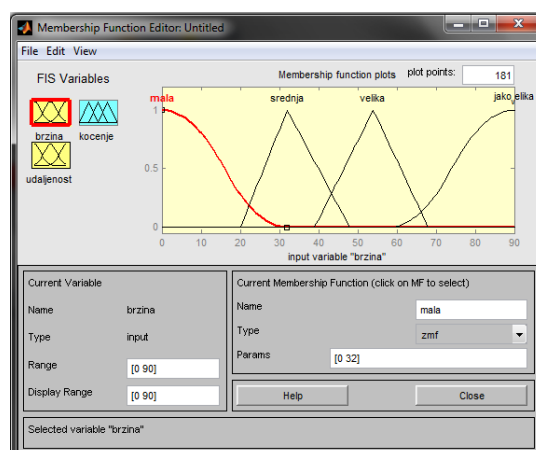 Membership Function Editor: Untitled
File Edit View
FIS Variables
brzina kocenje
udaljenost
Membership function plots plot points: 181
mala srednja velika jako_velika
1
0.5
0
0 10 20 30 40 50 60 70 80 90
input variable "brzina"
Current Variable
Name brzina
Type input
Range [0 90]
Display Range [0 90]
Current Membership Function (click on MF to select)
Name mala
Type zmf
Params [0 32]
Help Close
Selected variable "brzina"